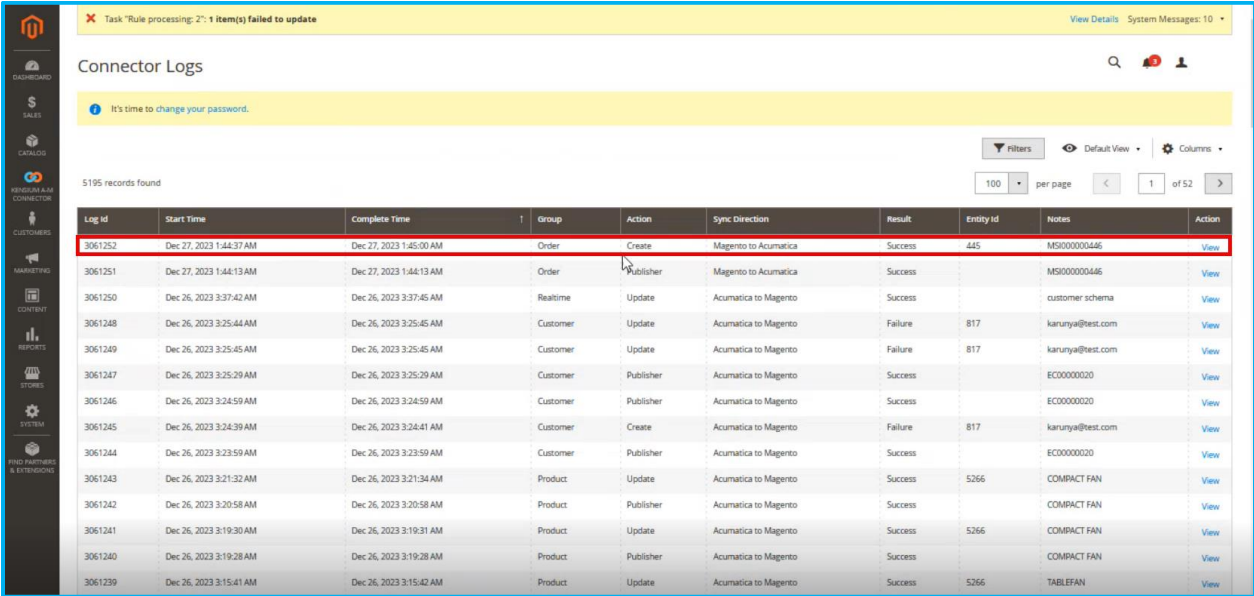 Task "Rule processing: 2": 1 item(s) failed to update
View Details System Messages: 10
Connector Logs
3
It's time to change your password.
DASHBOARD
SALES
CATALOG
KENSIUM A-M
CONNECTOR
CUSTOMERS
MARKETING
CONTENT
REPORTS
STORES
SYSTEM
FIND PARTNERS
& EXTENSIONS
Filters Default View Columns
5195 records found
100 per page 1 of 52
Log Id Start Time Complete Time ↑ Group Action Sync Direction Result Entity Id Notes Action
3061252 Dec 27, 2023 1:44:37 AM Dec 27, 2023 1:45:00 AM Order Create Magento to Acumatica Success 445 MSI000000446 View
3061251 Dec 27, 2023 1:44:13 AM Dec 27, 2023 1:44:13 AM Order Publisher Magento to Acumatica Success MSI000000446 View
3061250 Dec 26, 2023 3:37:42 AM Dec 26, 2023 3:37:45 AM Realtime Update Acumatica to Magento Success customer schema View
3061248 Dec 26, 2023 3:25:44 AM Dec 26, 2023 3:25:45 AM Customer Update Acumatica to Magento Failure 817 karunya@test.com View
3061249 Dec 26, 2023 3:25:45 AM Dec 26, 2023 3:25:45 AM Customer Update Acumatica to Magento Failure 817 karunya@test.com View
3061247 Dec 26, 2023 3:25:29 AM Dec 26, 2023 3:25:29 AM Customer Publisher Acumatica to Magento Success EC00000020 View
3061246 Dec 26, 2023 3:24:59 AM Dec 26, 2023 3:24:59 AM Customer Publisher Acumatica to Magento Success EC00000020 View
3061245 Dec 26, 2023 3:24:39 AM Dec 26, 2023 3:24:41 AM Customer Create Acumatica to Magento Failure 817 karunya@test.com View
3061244 Dec 26, 2023 3:23:59 AM Dec 26, 2023 3:23:59 AM Customer Publisher Acumatica to Magento Success EC00000020 View
3061243 Dec 26, 2023 3:21:32 AM Dec 26, 2023 3:21:34 AM Product Update Acumatica to Magento Success 5266 COMPACT FAN View
3061242 Dec 26, 2023 3:20:58 AM Dec 26, 2023 3:20:58 AM Product Publisher Acumatica to Magento Success COMPACT FAN View
3061241 Dec 26, 2023 3:19:30 AM Dec 26, 2023 3:19:31 AM Product Update Acumatica to Magento Success 5266 COMPACT FAN View
3061240 Dec 26, 2023 3:19:28 AM Dec 26, 2023 3:19:28 AM Product Publisher Acumatica to Magento Success COMPACT FAN View
3061239 Dec 26, 2023 3:15:41 AM Dec 26, 2023 3:15:42 AM Product Update Acumatica to Magento Success 5266 TABLEFAN View